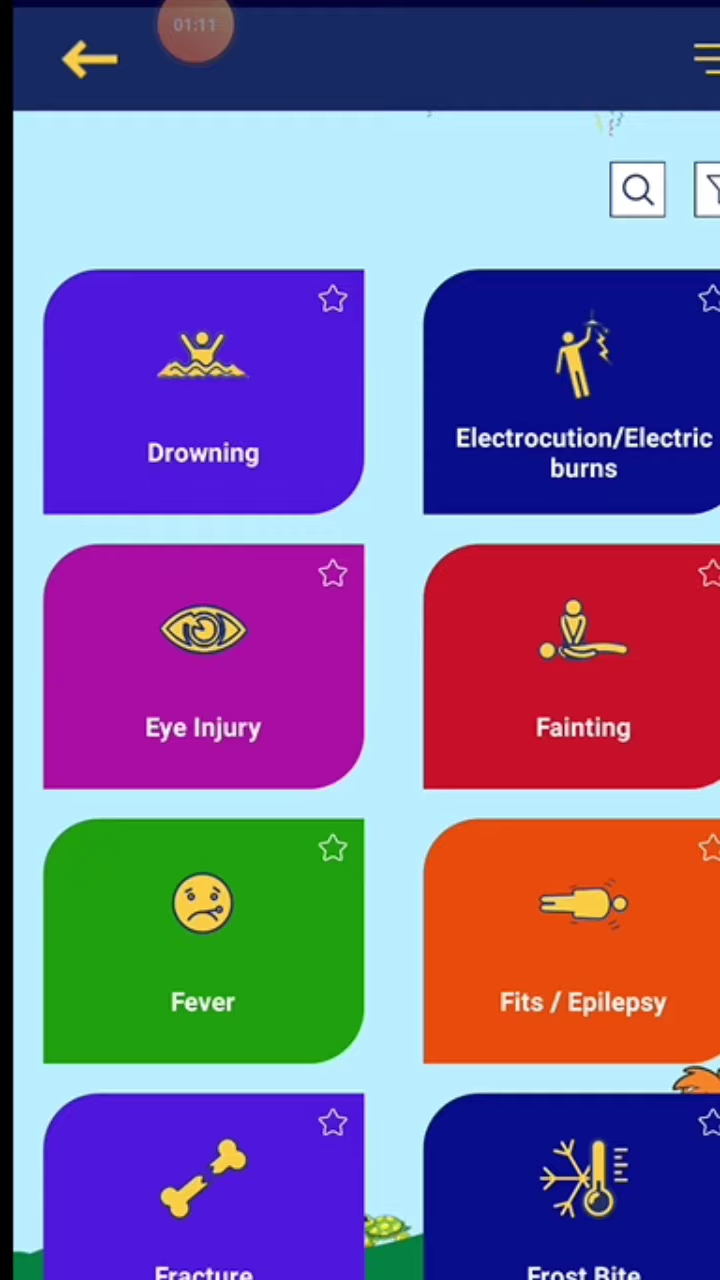 01:11
Drowning
Electrocution/Electric
burns
Eye Injury
Fainting
Fever
Fits / Epilepsy
Fracture
Frost Bite